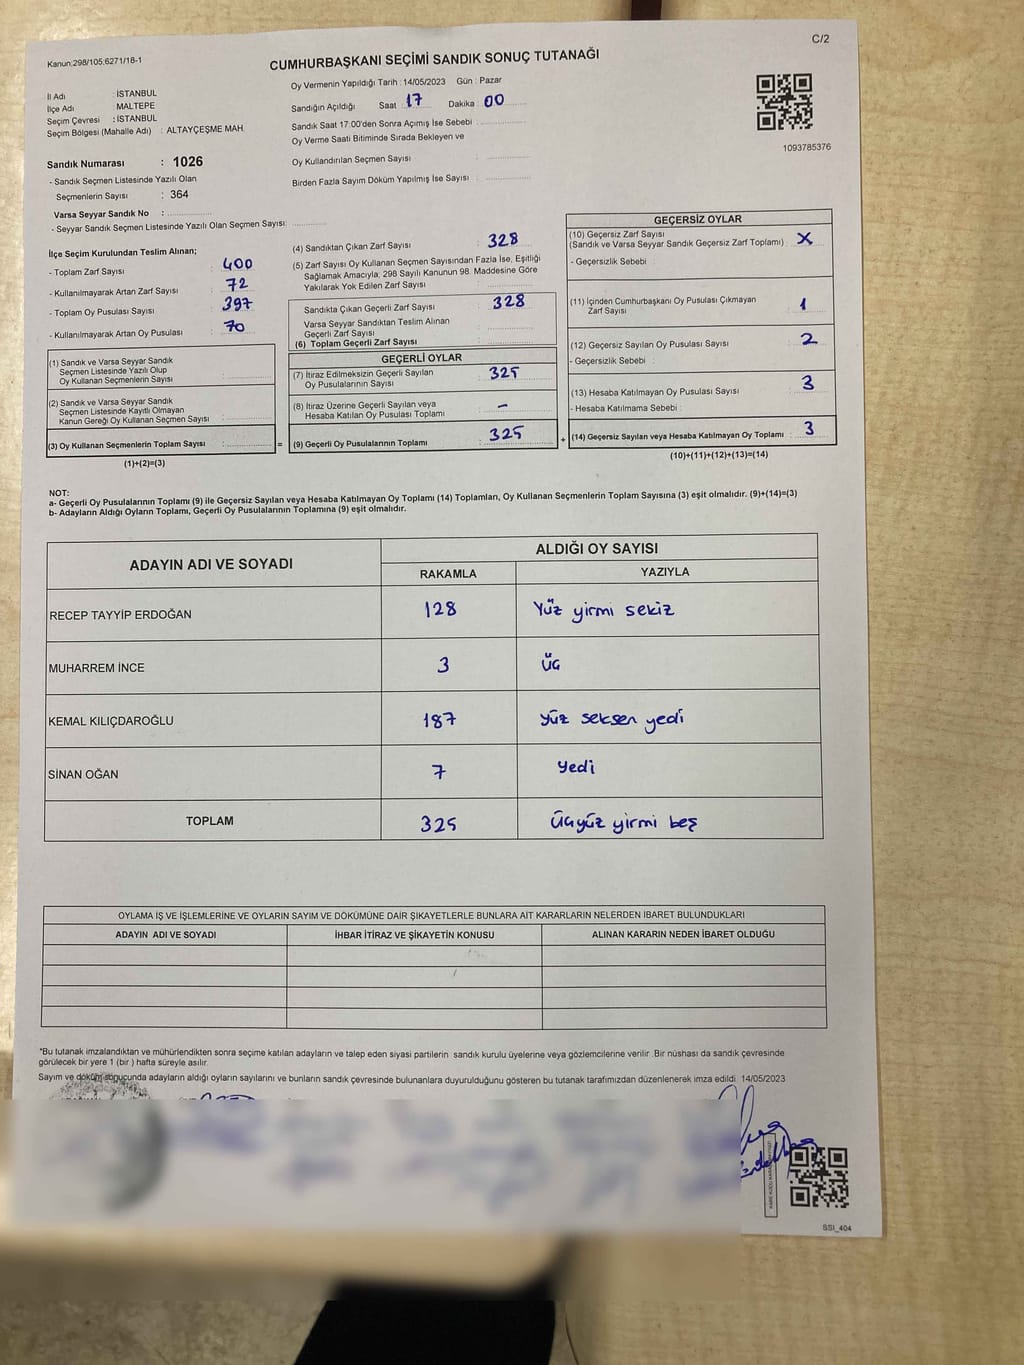 C/2
Kanun:298/105;6271/18-1
CUMHURBAŞKANI SEÇİMİ SANDIK SONUÇ TUTANAĞI
İl Adı : İSTANBUL
İlçe Adı : MALTEPE
Seçim Çevresi : İSTANBUL
Seçim Bölgesi (Mahalle Adı) : ALTAYÇEŞME MAH.
Sandık Numarası : 1026
- Sandık Seçmen Listesinde Yazılı Olan
Seçmenlerin Sayısı : 364
Varsa Seyyar Sandık No :
- Seyyar Sandık Seçmen Listesinde Yazılı Olan Seçmen Sayısı:
Oy Vermenin Yapıldığı Tarih : 14/05/2023 Gün : Pazar
Sandığın Açıldığı Saat 17 Dakika 00
Sandık Saat 17:00'den Sonra Açımış İse Sebebi :
Oy Verme Saati Bitiminde Sırada Bekleyen ve
Oy Kullandırılan Seçmen Sayısı :
Birden Fazla Sayım Döküm Yapılmış İse Sayısı :
1093785376
İlçe Seçim Kurulundan Teslim Alınan;
- Toplam Zarf Sayısı : 400
- Kullanılmayarak Artan Zarf Sayısı : 72
- Toplam Oy Pusulası Sayısı : 397
- Kullanılmayarak Artan Oy Pusulası : 70
(1) Sandık ve Varsa Seyyar Sandık
Seçmen Listesinde Yazılı Olup
Oy Kullanan Seçmenlerin Sayısı :
(2) Sandık ve Varsa Seyyar Sandık
Seçmen Listesinde Kayıtlı Olmayan
Kanun Gereği Oy Kullanan Seçmen Sayısı :
(3) Oy Kullanan Seçmenlerin Toplam Sayısı : =
(1)+(2)=(3)
(4) Sandıktan Çıkan Zarf Sayısı : 328
(5) Zarf Sayısı Oy Kullanan Seçmen Sayısından Fazla İse, Eşitliği
Sağlamak Amacıyla; 298 Sayılı Kanunun 98. Maddesine Göre
Yakılarak Yok Edilen Zarf Sayısı :
Sandıkta Çıkan Geçerli Zarf Sayısı : 328
Varsa Seyyar Sandıktan Teslim Alınan
Geçerli Zarf Sayısı :
(6) Toplam Geçerli Zarf Sayısı :
GEÇERLİ OYLAR
(7) İtiraz Edilmeksizin Geçerli Sayılan
Oy Pusulalarının Sayısı : 325
(8) İtiraz Üzerine Geçerli Sayılan veya
Hesaba Katılan Oy Pusulası Toplamı : -
(9) Geçerli Oy Pusulalarının Toplamı : 325 +
GEÇERSİZ OYLAR
(10) Geçersiz Zarf Sayısı
(Sandık ve Varsa Seyyar Sandık Geçersiz Zarf Toplamı) : X
- Geçersizlik Sebebi :
(11) İçinden Cumhurbaşkanı Oy Pusulası Çıkmayan
Zarf Sayısı : 1
(12) Geçersiz Sayılan Oy Pusulası Sayısı : 2
- Geçersizlik Sebebi :
(13) Hesaba Katılmayan Oy Pusulası Sayısı : 3
- Hesaba Katılmama Sebebi :
(14) Geçersiz Sayılan veya Hesaba Katılmayan Oy Toplamı : 3
(10)+(11)+(12)+(13)=(14)
NOT:
a- Geçerli Oy Pusulalarının Toplamı (9) ile Geçersiz Sayılan veya Hesaba Katılmayan Oy Toplamı (14) Toplamları, Oy Kullanan Seçmenlerin Toplam Sayısına (3) eşit olmalıdır. (9)+(14)=(3)
b- Adayların Aldığı Oyların Toplamı, Geçerli Oy Pusulalarının Toplamına (9) eşit olmalıdır.
ADAYIN ADI VE SOYADI ALDIĞI OY SAYISI
RAKAMLA YAZIYLA
RECEP TAYYİP ERDOĞAN 128 Yüz yirmi sekiz
MUHARREM İNCE 3 üç
KEMAL KILIÇDAROĞLU 187 yüz seksen yedi
SİNAN OĞAN 7 yedi
TOPLAM 325 üçyüz yirmi beş
OYLAMA İŞ VE İŞLEMLERİNE VE OYLARIN SAYIM VE DÖKÜMÜNE DAİR ŞİKAYETLERLE BUNLARA AİT KARARLARIN NELERDEN İBARET BULUNDUKLARI
ADAYIN ADI VE SOYADI İHBAR İTİRAZ VE ŞİKAYETİN KONUSU ALINAN KARARIN NEDEN İBARET OLDUĞU
*Bu tutanak imzalandıktan ve mühürlendikten sonra seçime katılan adayların ve talep eden siyasi partilerin sandık kurulu üyelerine veya gözlemcilerine verilir. Bir nüshası da sandık çevresinde
görülecek bir yere 1 (bir ) hafta süreyle asılır.
Sayım ve döküm sonucunda adayların aldığı oyların sayılarını ve bunların sandık çevresinde bulunanlara duyurulduğunu gösteren bu tutanak tarafımızdan düzenlenerek imza edildi. 14/05/2023
SSI_404